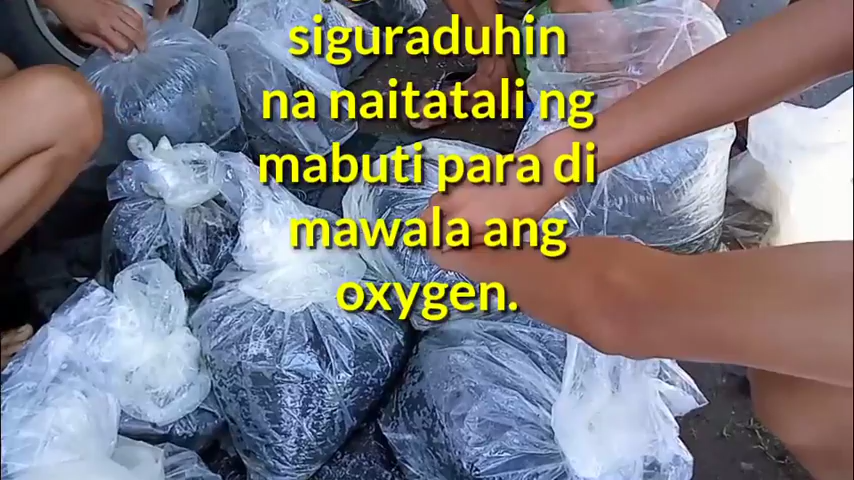 siguraduhin
na naitatali ng
mabuti para di
mawala ang
oxygen.